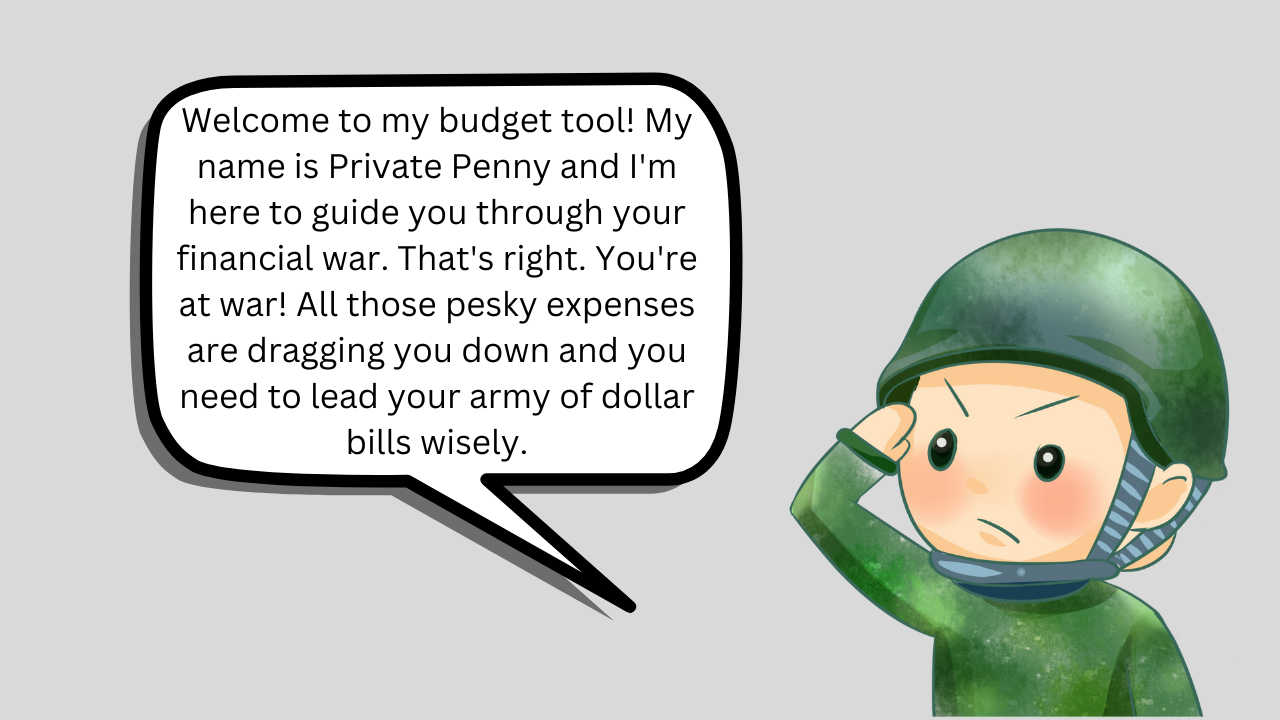 Welcome to my budget tool! My
name is Private Penny and I'm
here to guide you through your
financial war. That's right. You're
at war! All those pesky expenses
are dragging you down and you
need to lead your army of dollar
bills wisely.